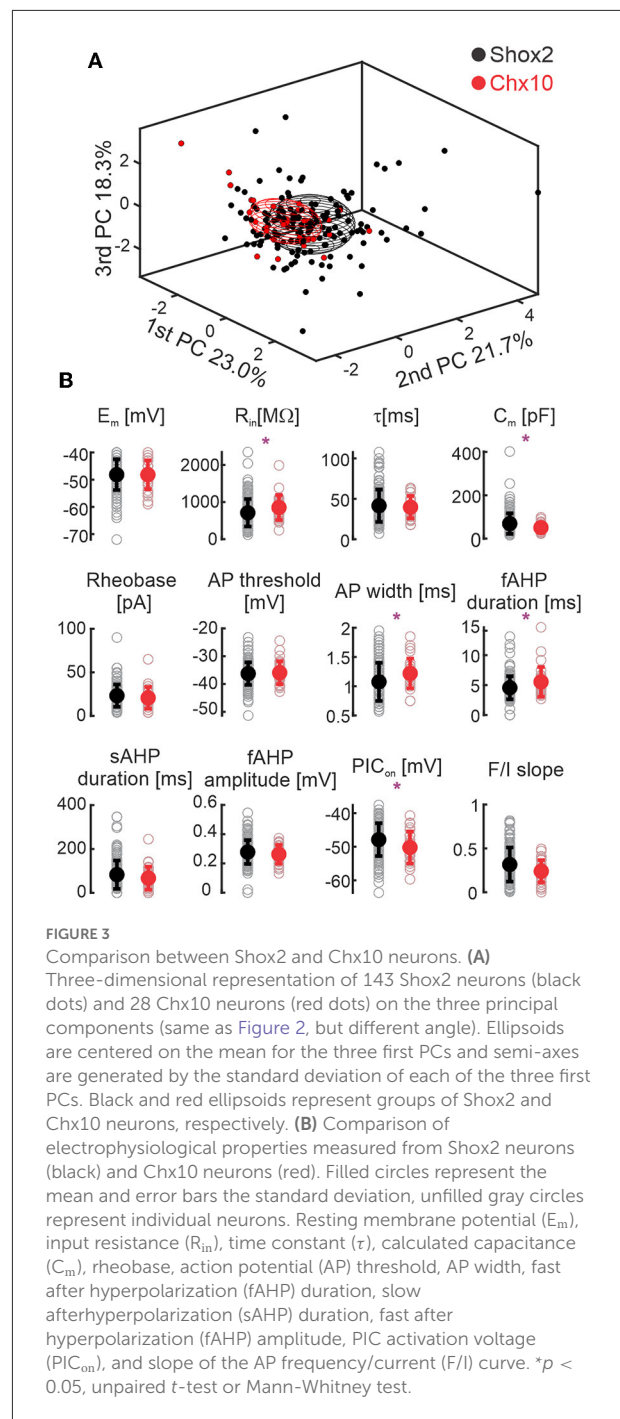 A
Shox2
Chx10
3rd PC 18.3%
2
0
−2
-2
0
2
1st PC 23.0%
-2
0
2
4
2nd PC 21.7%
B
Em [mV]
-40
-50
-60
-70
Rin[MΩ]
*
2000
1000
0
τ[ms]
100
50
0
Cm [pF]
*
400
200
0
Rheobase
[pA]
100
50
0
AP threshold
[mV]
-20
-30
-40
-50
AP width [ms]
*
2
1.5
1
0.5
fAHP
duration [ms]
*
15
10
5
0
sAHP
duration [ms]
400
200
0
fAHP
amplitude [mV]
0.6
0.4
0.2
0
PICon [mV]
*
-40
-50
-60
F/I slope
1
0.5
0
FIGURE 3
Comparison between Shox2 and Chx10 neurons. (A)
Three-dimensional representation of 143 Shox2 neurons (black
dots) and 28 Chx10 neurons (red dots) on the three principal
components (same as Figure 2, but different angle). Ellipsoids
are centered on the mean for the three first PCs and semi-axes
are generated by the standard deviation of each of the three first
PCs. Black and red ellipsoids represent groups of Shox2 and
Chx10 neurons, respectively. (B) Comparison of
electrophysiological properties measured from Shox2 neurons
(black) and Chx10 neurons (red). Filled circles represent the
mean and error bars the standard deviation, unfilled gray circles
represent individual neurons. Resting membrane potential (Em),
input resistance (Rin), time constant (τ), calculated capacitance
(Cm), rheobase, action potential (AP) threshold, AP width, fast
after hyperpolarization (fAHP) duration, slow
afterhyperpolarization (sAHP) duration, fast after
hyperpolarization (fAHP) amplitude, PIC activation voltage
(PICon), and slope of the AP frequency/current (F/I) curve. *p <
0.05, unpaired t-test or Mann-Whitney test.